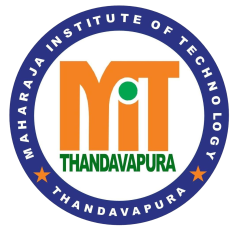 MAHARAJA INSTITUTE OF TECHNOLOGY
MiT
THANDAVAPURA
THANDAVAPURA